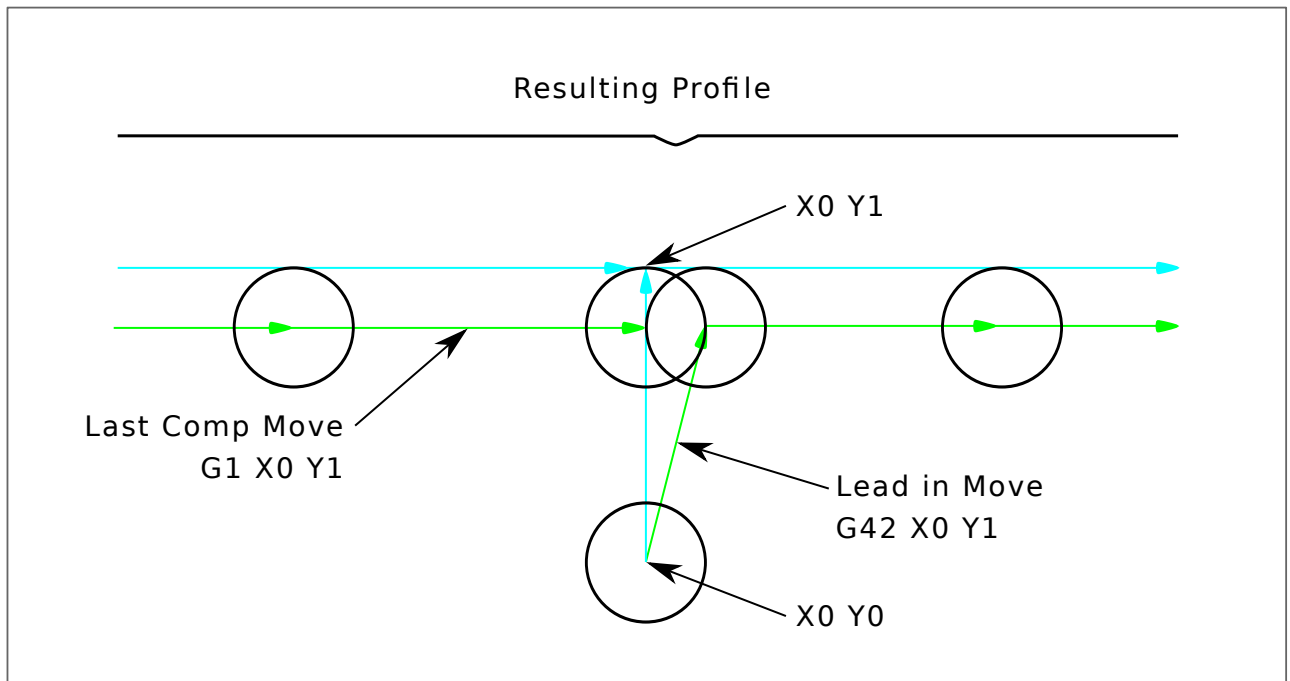 Resulting Profile
X0 Y1
Last Comp Move
G1 X0 Y1
Lead in Move
G42 X0 Y1
X0 Y0